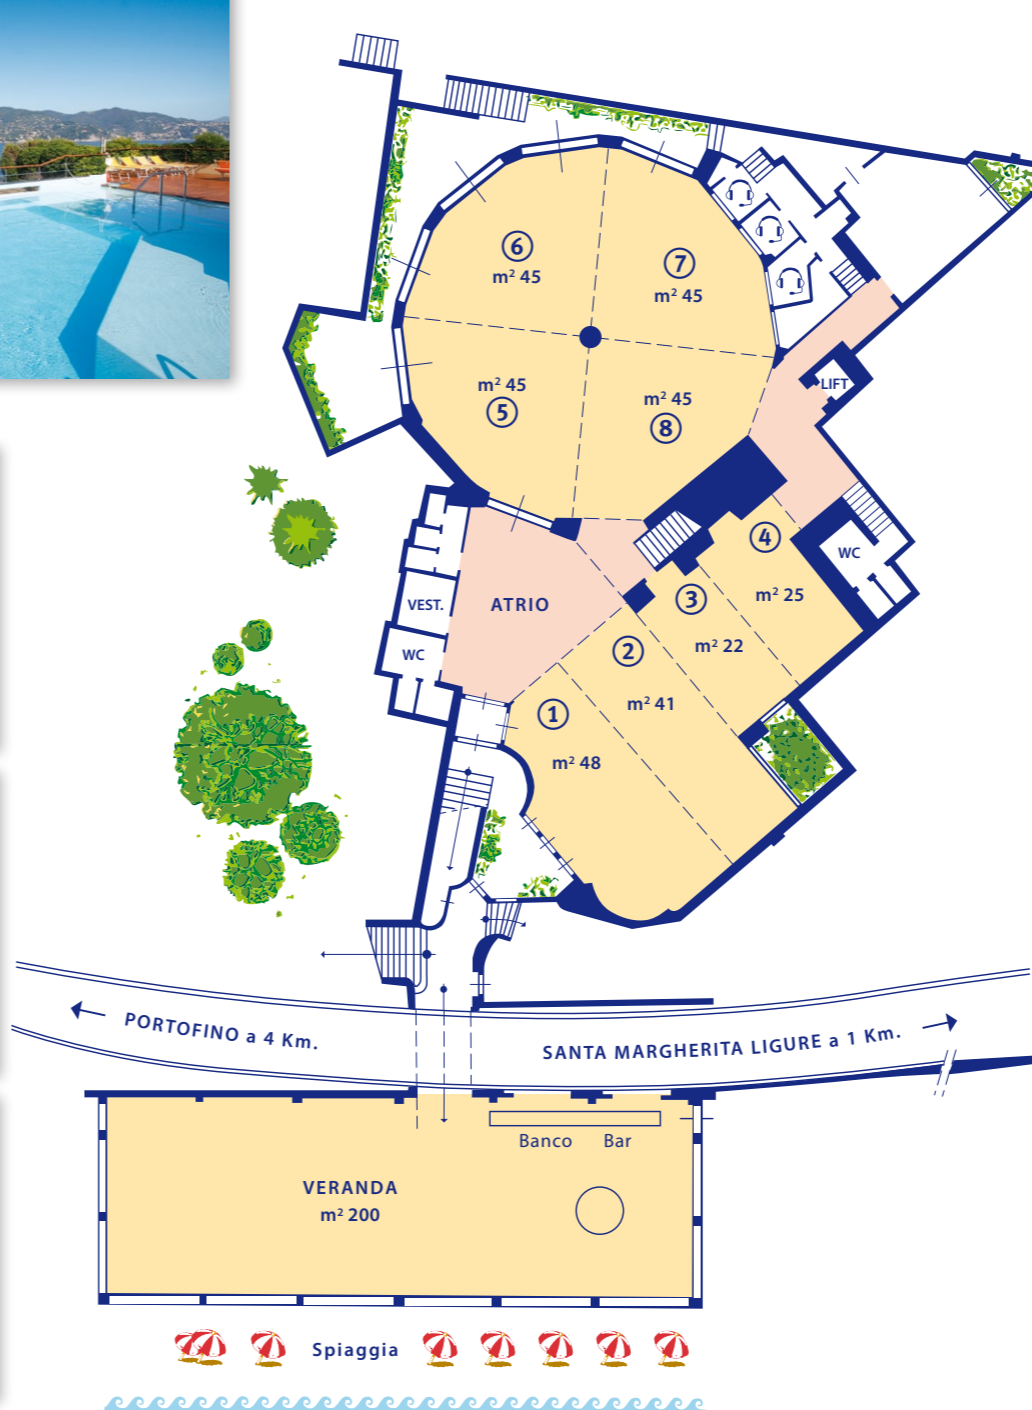 6
m² 45
7
m² 45
m² 45
5
m² 45
8
LIFT
4
WC
m² 25
3
VEST.
ATRIO
m² 22
2
WC
m² 41
1
m² 48
PORTOFINO a 4 Km.
SANTA MARGHERITA LIGURE a 1 Km.
Banco Bar
VERANDA
m² 200
Spiaggia